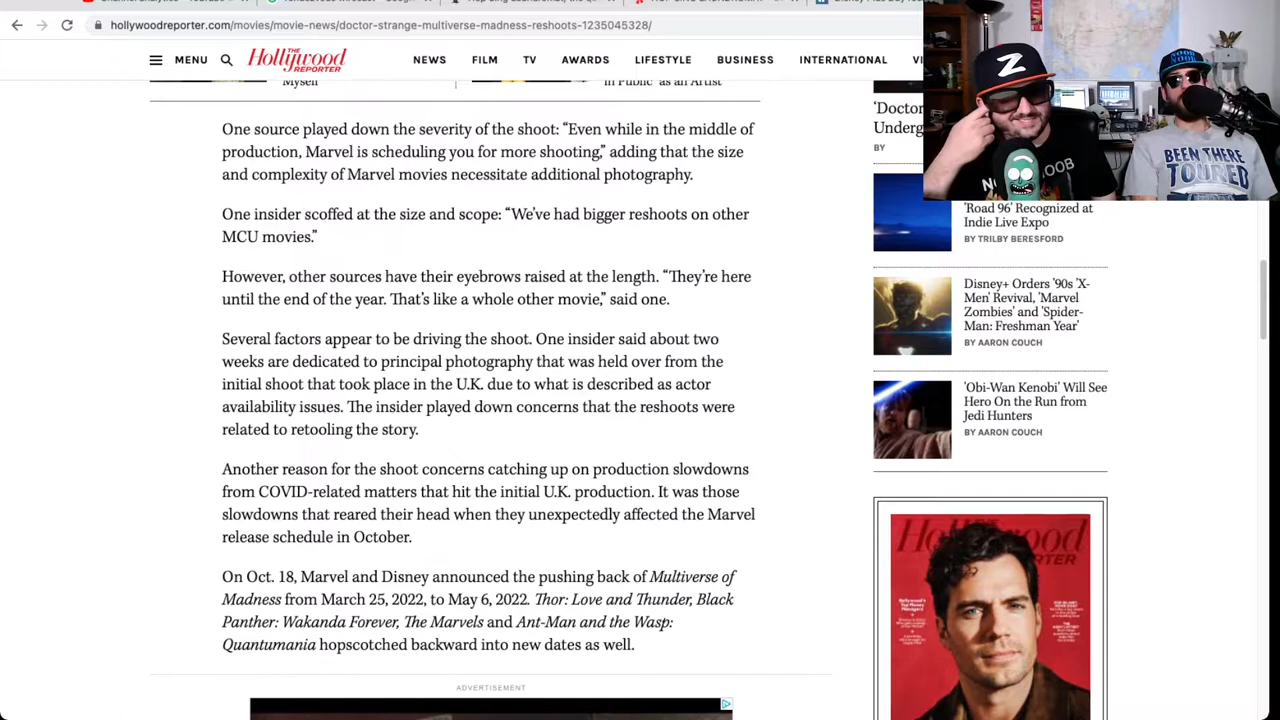 hollywoodreporter.com/movies/movie-news/doctor-strange-multiverse-madness-reshoots-1235045328/
MENU
THE
Hollywood
REPORTER
NEWS
FILM
TV
AWARDS
LIFESTYLE
BUSINESS
INTERNATIONAL
Myself
in Public' as an Artist
One source played down the severity of the shoot: “Even while in the middle of
production, Marvel is scheduling you for more shooting,” adding that the size
and complexity of Marvel movies necessitate additional photography.
One insider scoffed at the size and scope: “We’ve had bigger reshoots on other
MCU movies.”
However, other sources have their eyebrows raised at the length. “They’re here
until the end of the year. That’s like a whole other movie,” said one.
Several factors appear to be driving the shoot. One insider said about two
weeks are dedicated to principal photography that was held over from the
initial shoot that took place in the U.K. due to what is described as actor
availability issues. The insider played down concerns that the reshoots were
related to retooling the story.
Another reason for the shoot concerns catching up on production slowdowns
from COVID-related matters that hit the initial U.K. production. It was those
slowdowns that reared their head when they unexpectedly affected the Marvel
release schedule in October.
On Oct. 18, Marvel and Disney announced the pushing back of Multiverse of
Madness from March 25, 2022, to May 6, 2022. Thor: Love and Thunder, Black
Panther: Wakanda Forever, The Marvels and Ant-Man and the Wasp:
Quantumania hopscotched backward into new dates as well.
ADVERTISEMENT
‘Doctor
BY
'Road 96' Recognized at
Indie Live Expo
BY TRILBY BERESFORD
Disney+ Orders '90s 'X-
Men' Revival, 'Marvel
Zombies' and 'Spider-
Man: Freshman Year'
BY AARON COUCH
'Obi-Wan Kenobi' Will See
Hero On the Run from
Jedi Hunters
BY AARON COUCH
Hollywood
REPORTER
Z
BEEN THERE
TOURED